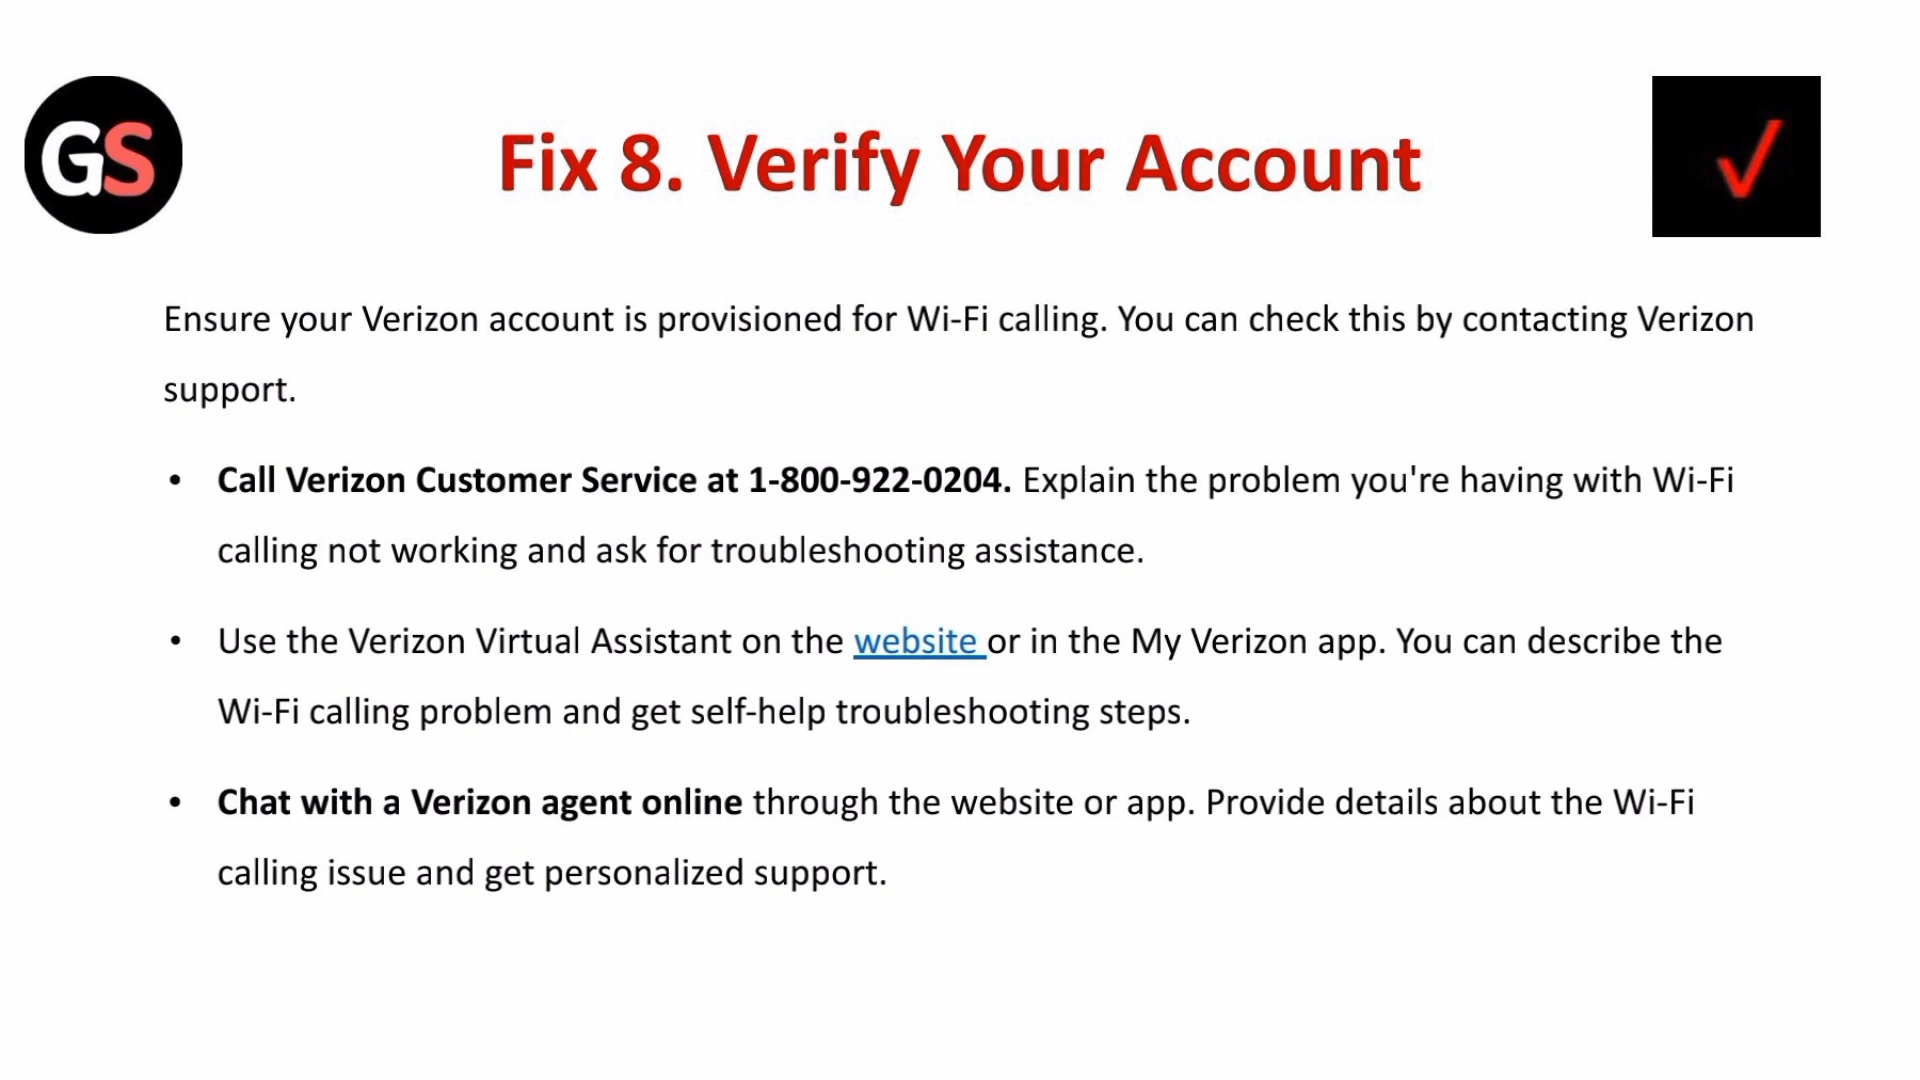 GS
Fix 8. Verify Your Account
Ensure your Verizon account is provisioned for Wi-Fi calling. You can check this by contacting Verizon
support.
• Call Verizon Customer Service at 1-800-922-0204. Explain the problem you're having with Wi-Fi
calling not working and ask for troubleshooting assistance.
• Use the Verizon Virtual Assistant on the website or in the My Verizon app. You can describe the
Wi-Fi calling problem and get self-help troubleshooting steps.
• Chat with a Verizon agent online through the website or app. Provide details about the Wi-Fi
calling issue and get personalized support.